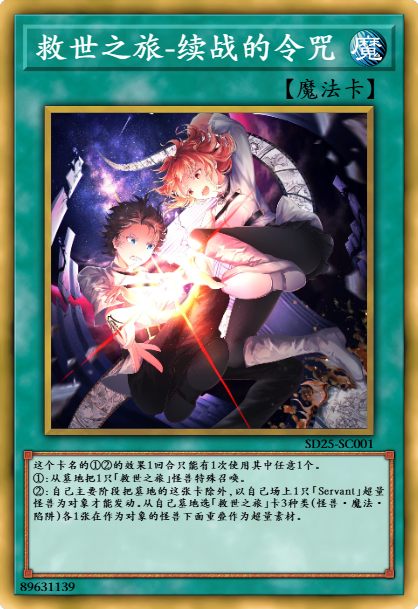 救世之旅-续战的令咒 魔
【魔法卡】
SD25-SC001
这个卡名的①②的效果1回合只能有1次使用其中任意1个。
①:从墓地把1只「救世之旅」怪兽特殊召唤。
②:自己主要阶段把墓地的这张卡除外,以自己场上1只「Servant」超量
怪兽为对象才能发动。从自己墓地选「救世之旅」卡3种类(怪兽·魔法·
陷阱)各1张在作为对象的怪兽下面重叠作为超量素材。
89631139